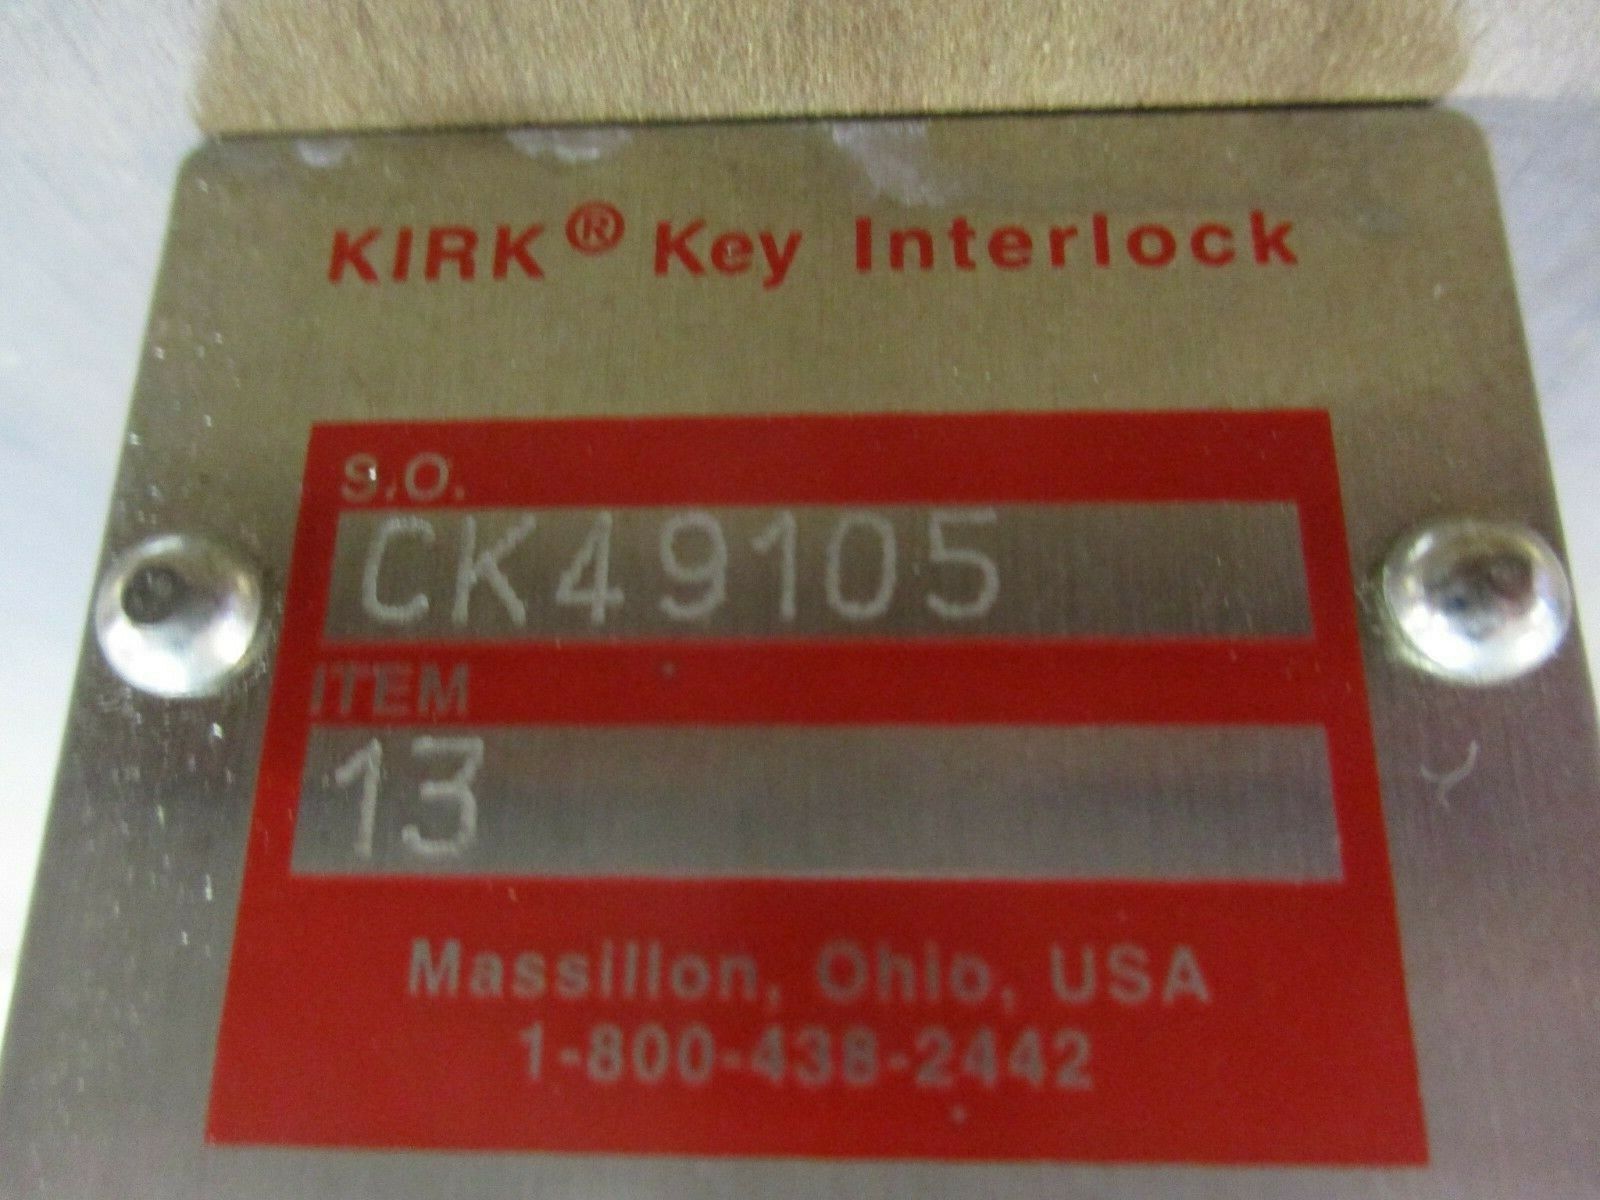 KIRK® Key Interlock
S.O.
CK49105
ITEM
13
Massillon, Ohio, USA
1-800-438-2442